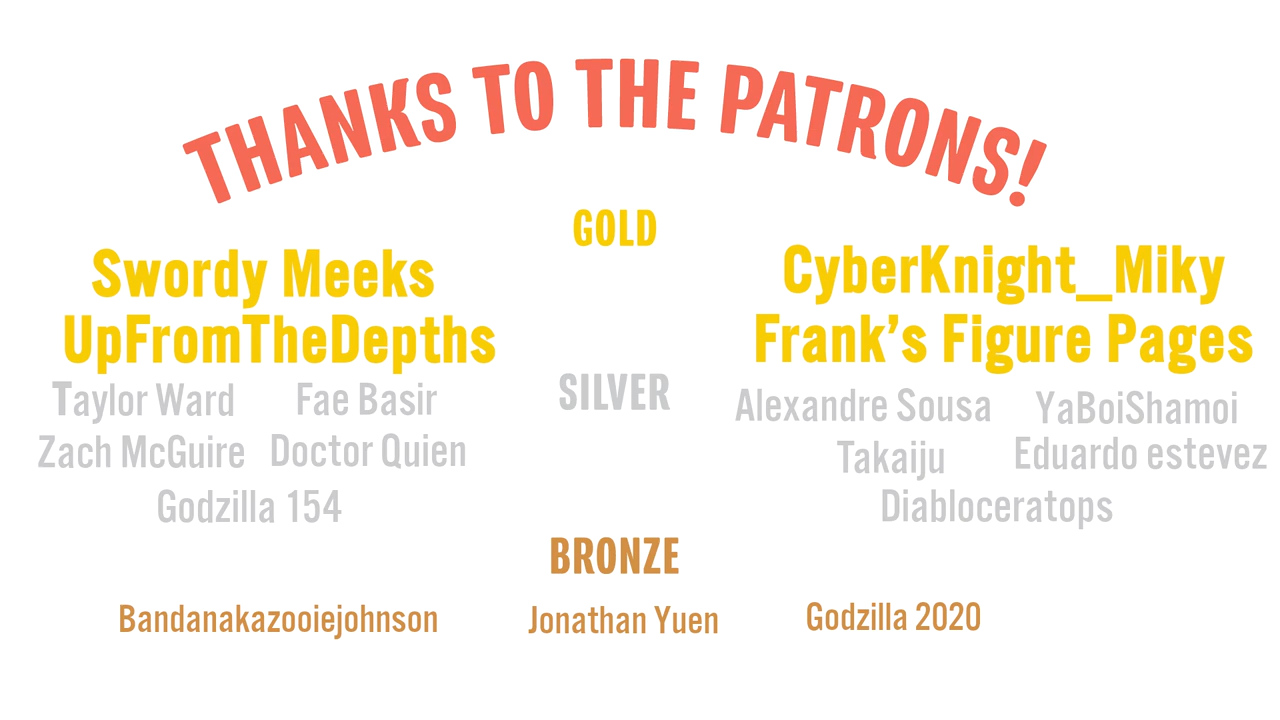 THANKS TO THE PATRONS!
GOLD
Swordy Meeks
CyberKnight_Miky
UpFromTheDepths
Frank’s Figure Pages
SILVER
Taylor Ward
Fae Basir
Alexandre Sousa
YaBoiShamoi
Zach McGuire
Doctor Quien
Takaiju
Eduardo estevez
Godzilla 154
Diabloceratops
BRONZE
Bandanakazooiejohnson
Jonathan Yuen
Godzilla 2020